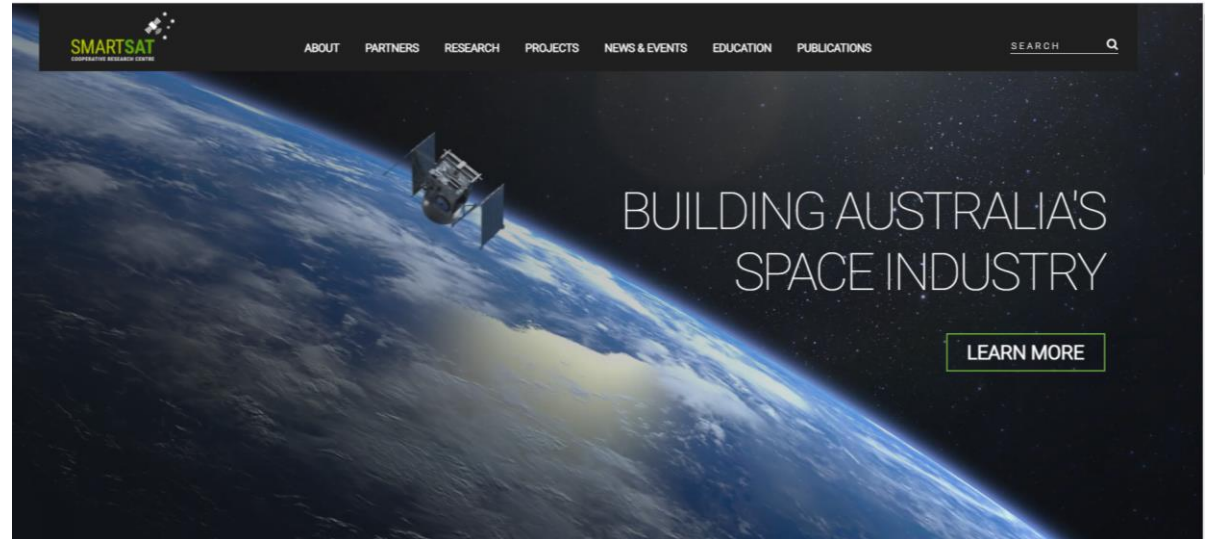 SMARTSAT
COOPERATIVE RESEARCH CENTRE
ABOUT PARTNERS RESEARCH PROJECTS NEWS & EVENTS EDUCATION PUBLICATIONS
SEARCH
BUILDING AUSTRALIA'S
SPACE INDUSTRY
LEARN MORE